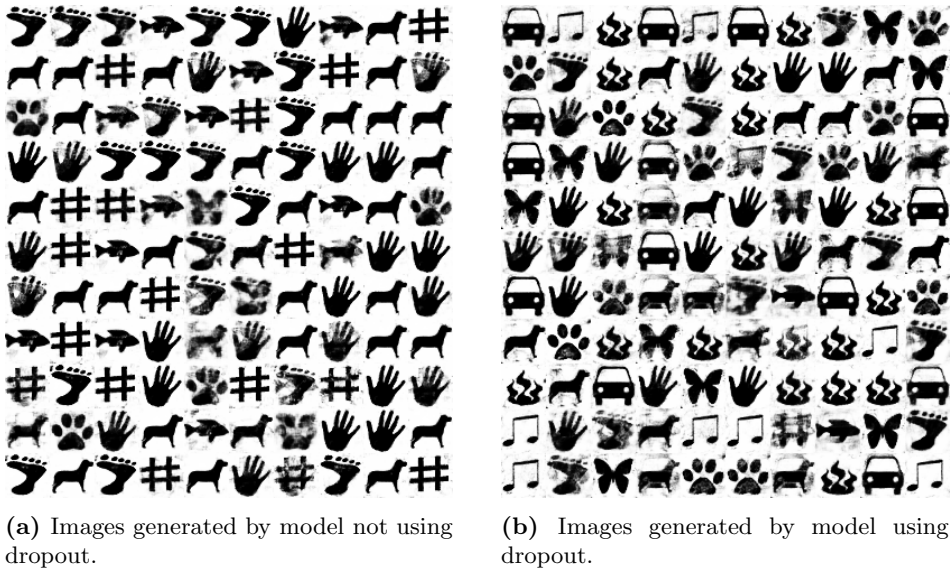 (a) Images generated by model not using
dropout.
(b) Images generated by model using
dropout.